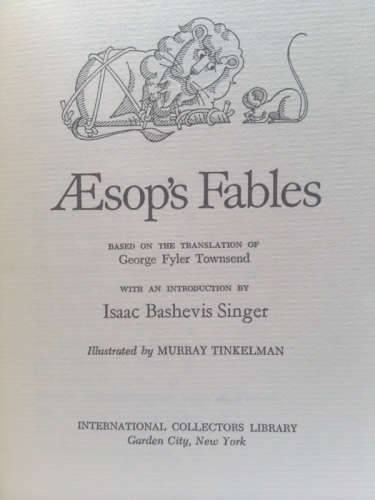 ÆSop's Fables
BASED ON THE TRANSLATION OF
George Fyler Townsend
WITH AN INTRODUCTION BY
Isaac Bashevis Singer
Illustrated by MURRAY TINKELMAN
INTERNATIONAL COLLECTORS LIBRARY
Garden City, New York